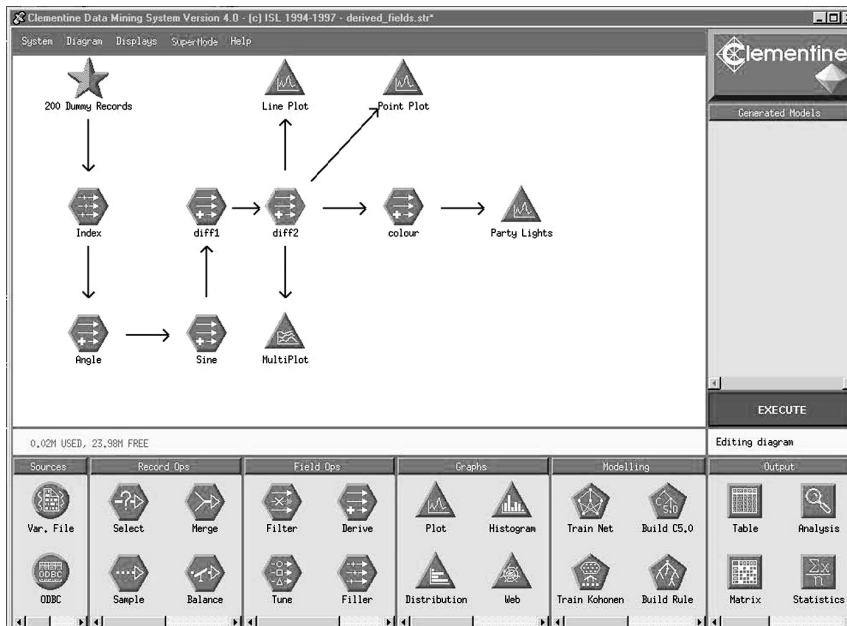 Clementine Data Mining System Version 4.0 - (c) ISL 1994-1997 - derived_fields.str*
System Diagram Displays SuperNode Help
Clementine
200 Dummy Records
Line Plot
Point Plot
Generated Models
Index
diff1
diff2
colour
Party Lights
Angle
Sine
MultiPlot
EXECUTE
0.02M USED, 23.98M FREE
Editing diagram
Sources
Record Ops
Field Ops
Graphs
Modelling
Output
Var. File
Select
Merge
Filter
Derive
Plot
Histogram
Train Net
C5.0
Build C5.0
Table
Analysis
ODBC
ODBC
Sample
Balance
Tune
Filler
Distribution
Web
Train Kohonen
Build Rule
Matrix
Σx
n
Statistics